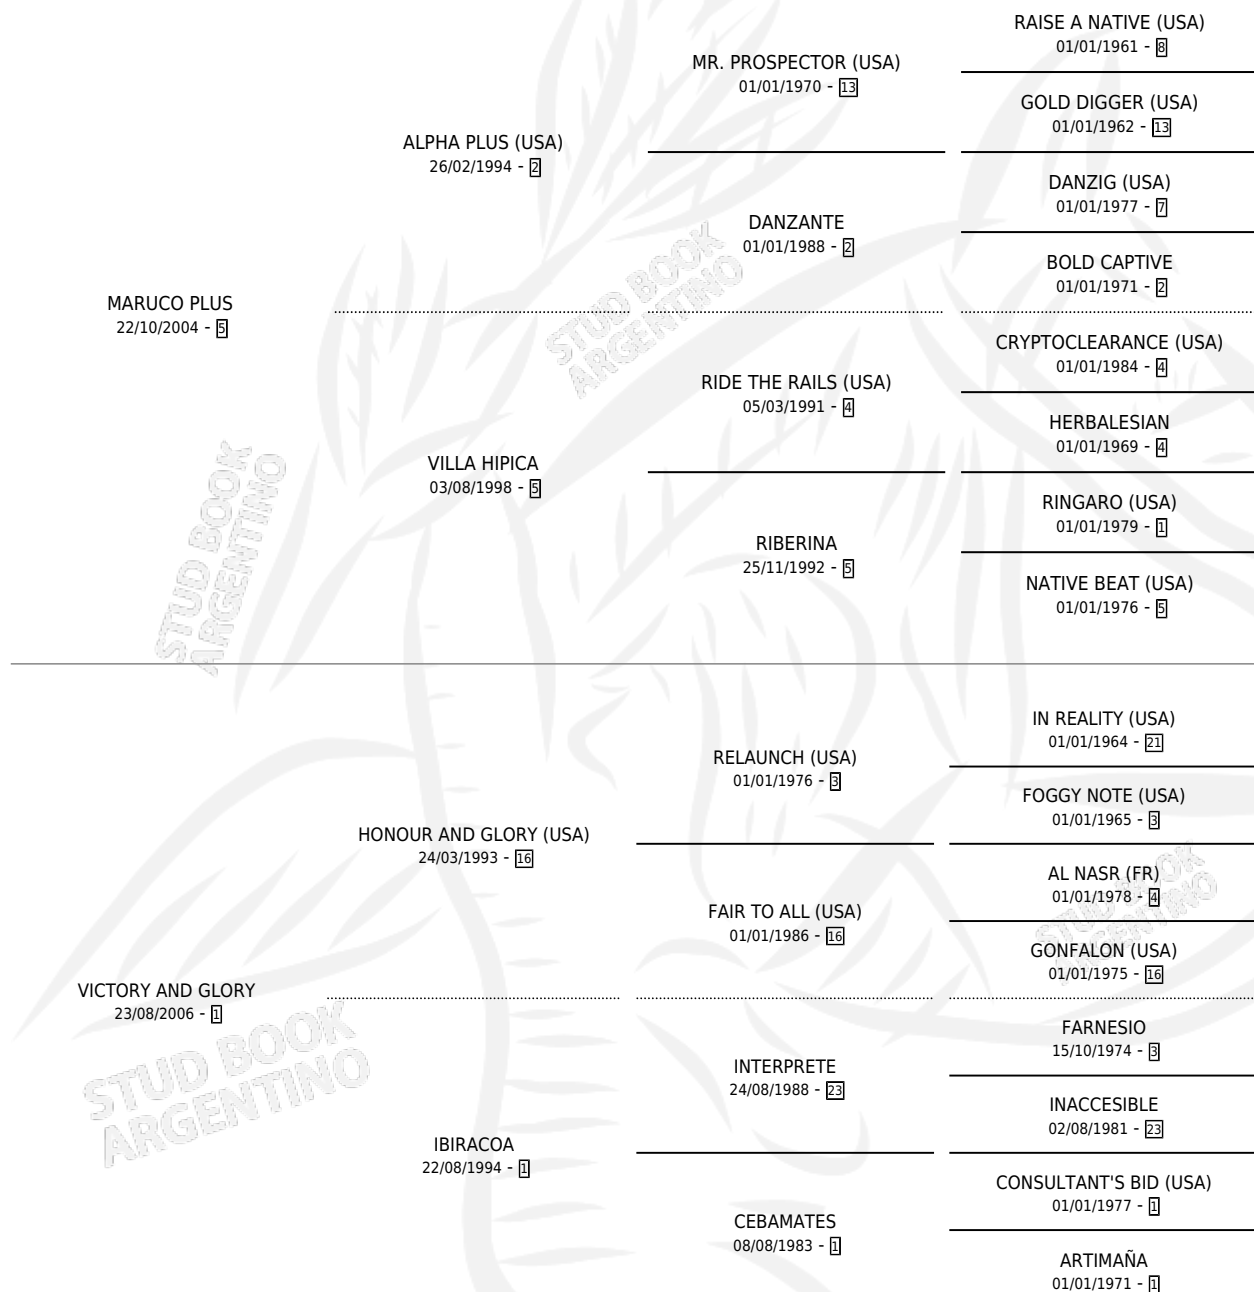 RAISE A NATIVE (USA)
01/01/1961 - 8
MR. PROSPECTOR (USA)
01/01/1970 - 13
GOLD DIGGER (USA)
01/01/1962 - 13
ALPHA PLUS (USA)
26/02/1994 - 2
DANZIG (USA)
01/01/1977 - 7
DANZANTE
01/01/1988 - 2
BOLD CAPTIVE
01/01/1971 - 2
MARUCO PLUS
22/10/2004 - 5
CRYPTOCLEARANCE (USA)
01/01/1984 - 4
RIDE THE RAILS (USA)
05/03/1991 - 4
HERBALESIAN
01/01/1969 - 4
VILLA HIPICA
03/08/1998 - 5
RINGARO (USA)
01/01/1979 - 1
RIBERINA
25/11/1992 - 5
NATIVE BEAT (USA)
01/01/1976 - 5
IN REALITY (USA)
01/01/1964 - 21
RELAUNCH (USA)
01/01/1976 - 3
FOGGY NOTE (USA)
01/01/1965 - 3
HONOUR AND GLORY (USA)
24/03/1993 - 16
AL NASR (FR)
01/01/1978 - 4
FAIR TO ALL (USA)
01/01/1986 - 16
GONFALON (USA)
01/01/1975 - 16
VICTORY AND GLORY
23/08/2006 - 1
FARNESIO
15/10/1974 - 3
INTERPRETE
24/08/1988 - 23
INACCESIBLE
02/08/1981 - 23
IBIRACOA
22/08/1994 - 1
CONSULTANT'S BID (USA)
01/01/1977 - 1
CEBAMATES
08/08/1983 - 1
ARTIMAÑA
01/01/1971 - 1
STUD BOOK
ARGENTINO
STUD BOOK
ARGENTINO
STUD BOOK
ARGENTINO
STUD BOOK
ARGENTINO